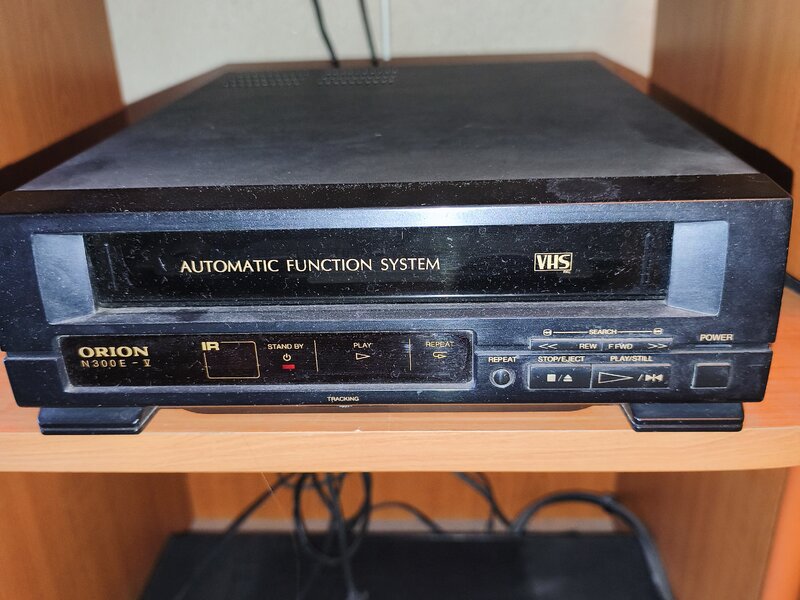 AUTOMATIC FUNCTION SYSTEM
VHS
ORION
N300E - V
IR
STAND BY
PLAY
REPEAT
TRACKING
SEARCH
REW F FWD
REPEAT
STOP/EJECT
PLAY/STILL
POWER